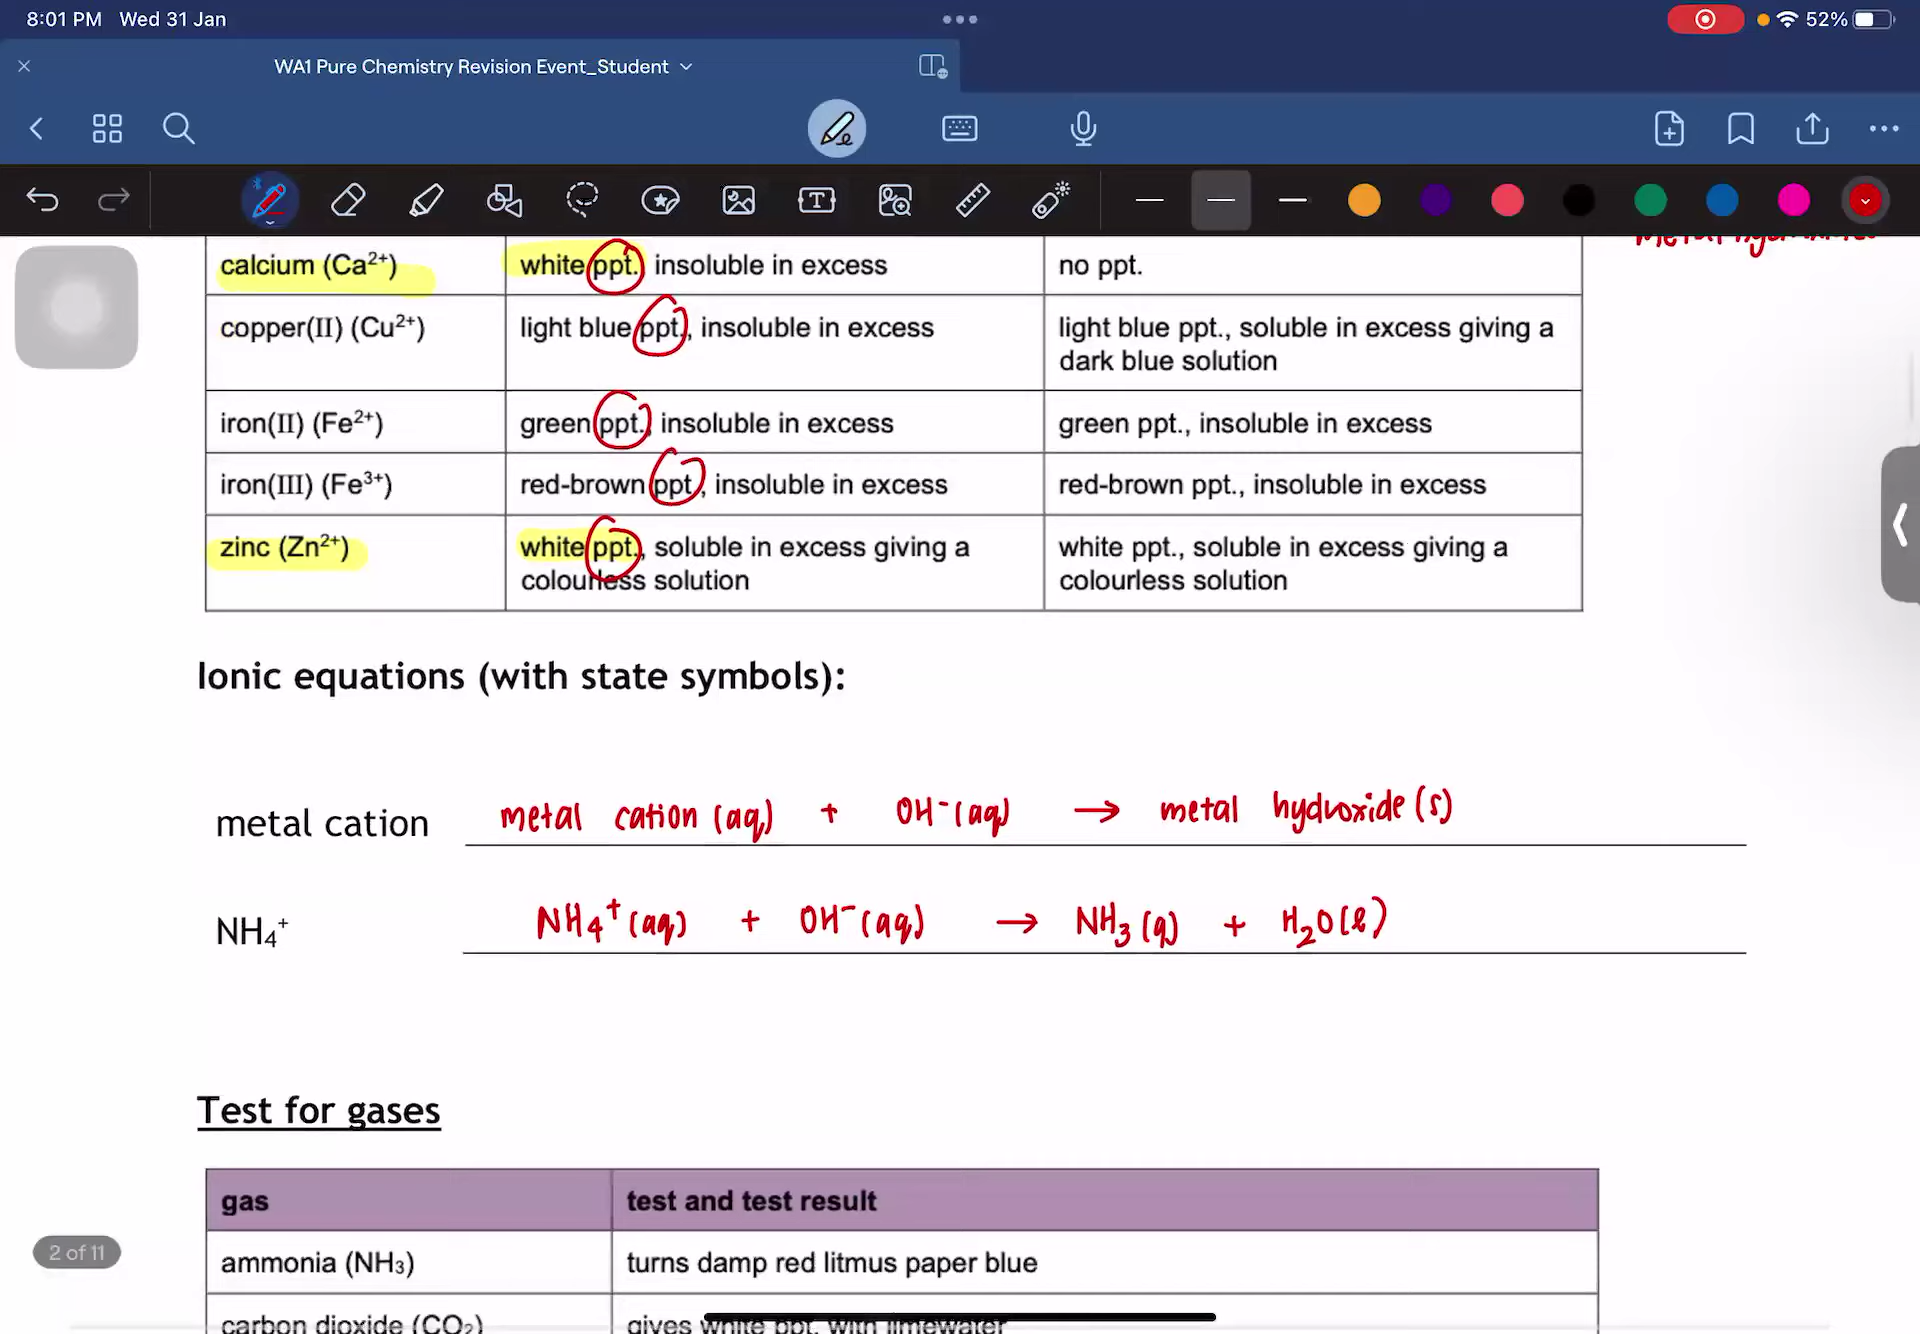 8:01 PM Wed 31 Jan
52%
WA1 Pure Chemistry Revision Event_Student
calcium (Ca²⁺) white ppt., insoluble in excess no ppt.
copper(II) (Cu²⁺) light blue ppt., insoluble in excess light blue ppt., soluble in excess giving a
dark blue solution
iron(II) (Fe²⁺) green ppt., insoluble in excess green ppt., insoluble in excess
iron(III) (Fe³⁺) red-brown ppt., insoluble in excess red-brown ppt., insoluble in excess
zinc (Zn²⁺) white ppt., soluble in excess giving a white ppt., soluble in excess giving a
colourless solution colourless solution
Ionic equations (with state symbols):
metal cation metal cation (aq) + OH⁻(aq) → metal hydroxide (s)
NH₄⁺ NH₄⁺(aq) + OH⁻(aq) → NH₃(g) + H₂O(l)
Test for gases
gas test and test result
2 of 11
ammonia (NH₃) turns damp red litmus paper blue
carbon dioxide (CO₂) gives white ppt. with limewater